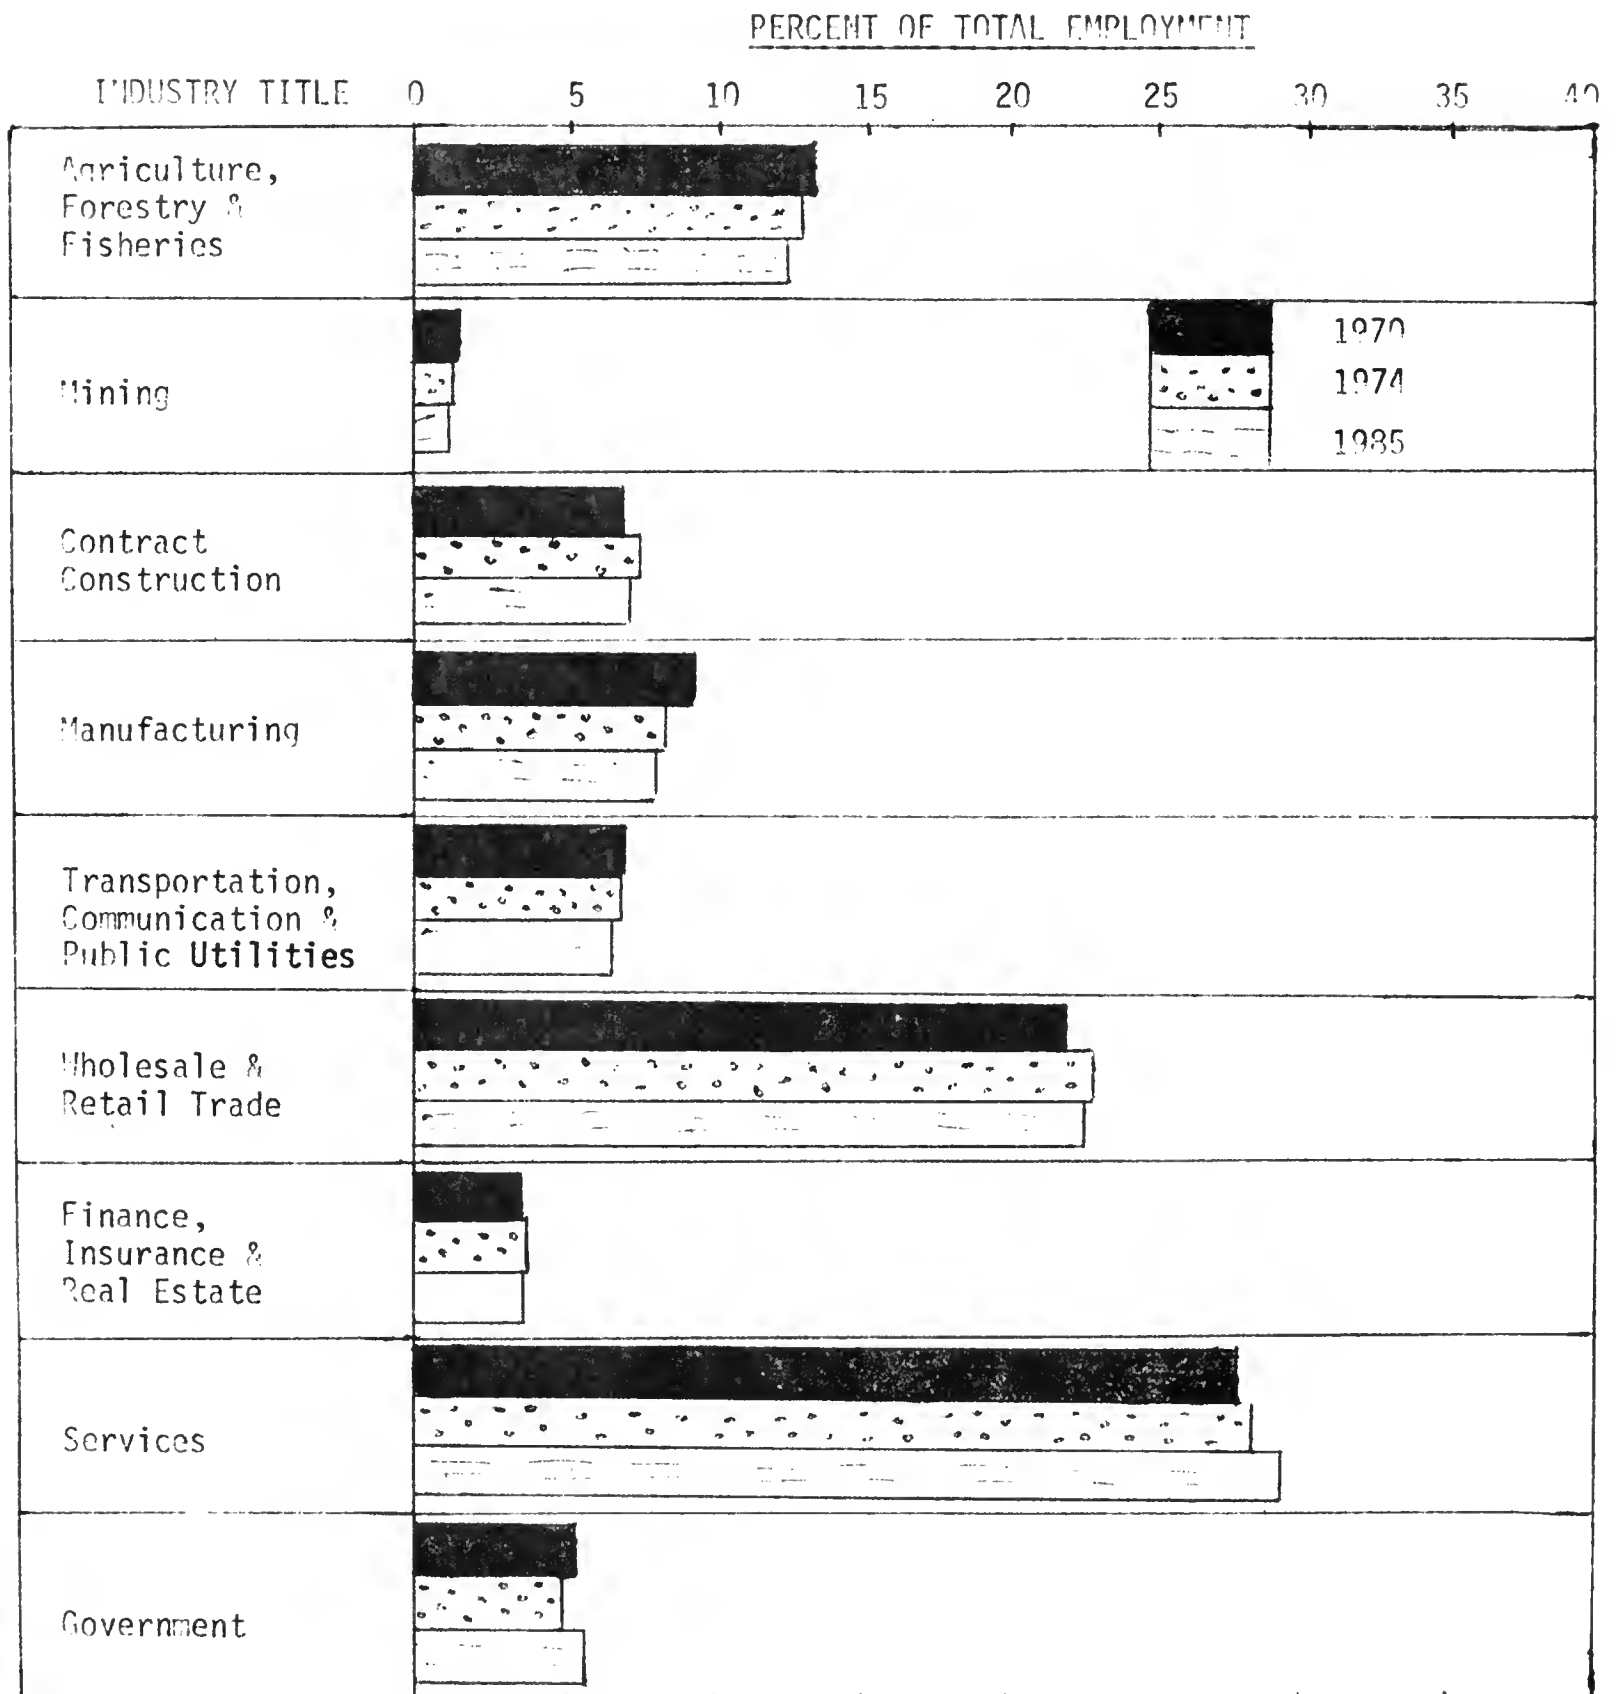 PERCENT OF TOTAL EMPLOYMENT
INDUSTRY TITLE 0 5 10 15 20 25 30 35 40
Agriculture,
Forestry &
Fisheries
1970
Mining
1974
1985
Contract
Construction
Manufacturing
Transportation,
Communication &
Public Utilities
Wholesale &
Retail Trade
Finance,
Insurance &
Real Estate
Services
Government